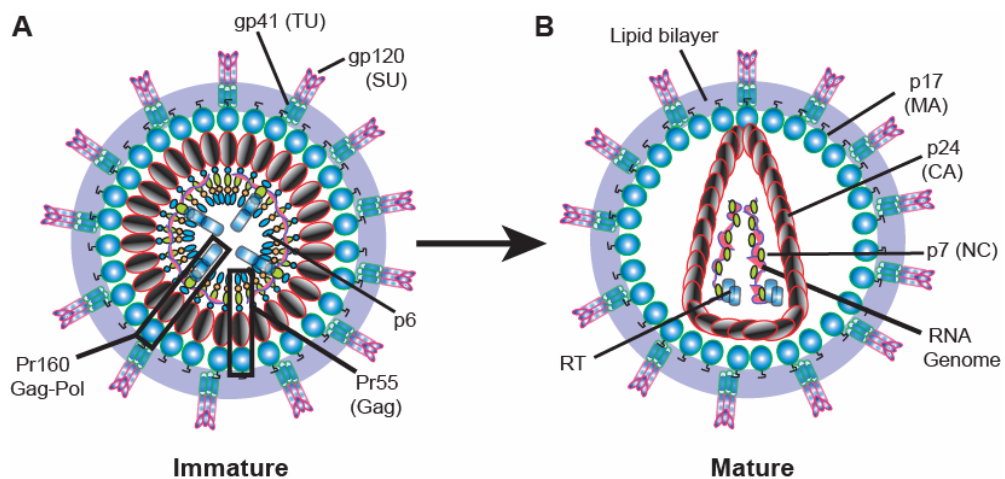 A
gp41 (TU)
gp120
(SU)
Pr160
Gag-Pol
Pr55
(Gag)
p6
Immature
B
Lipid bilayer
p17
(MA)
p24
(CA)
p7 (NC)
RNA
Genome
RT
Mature